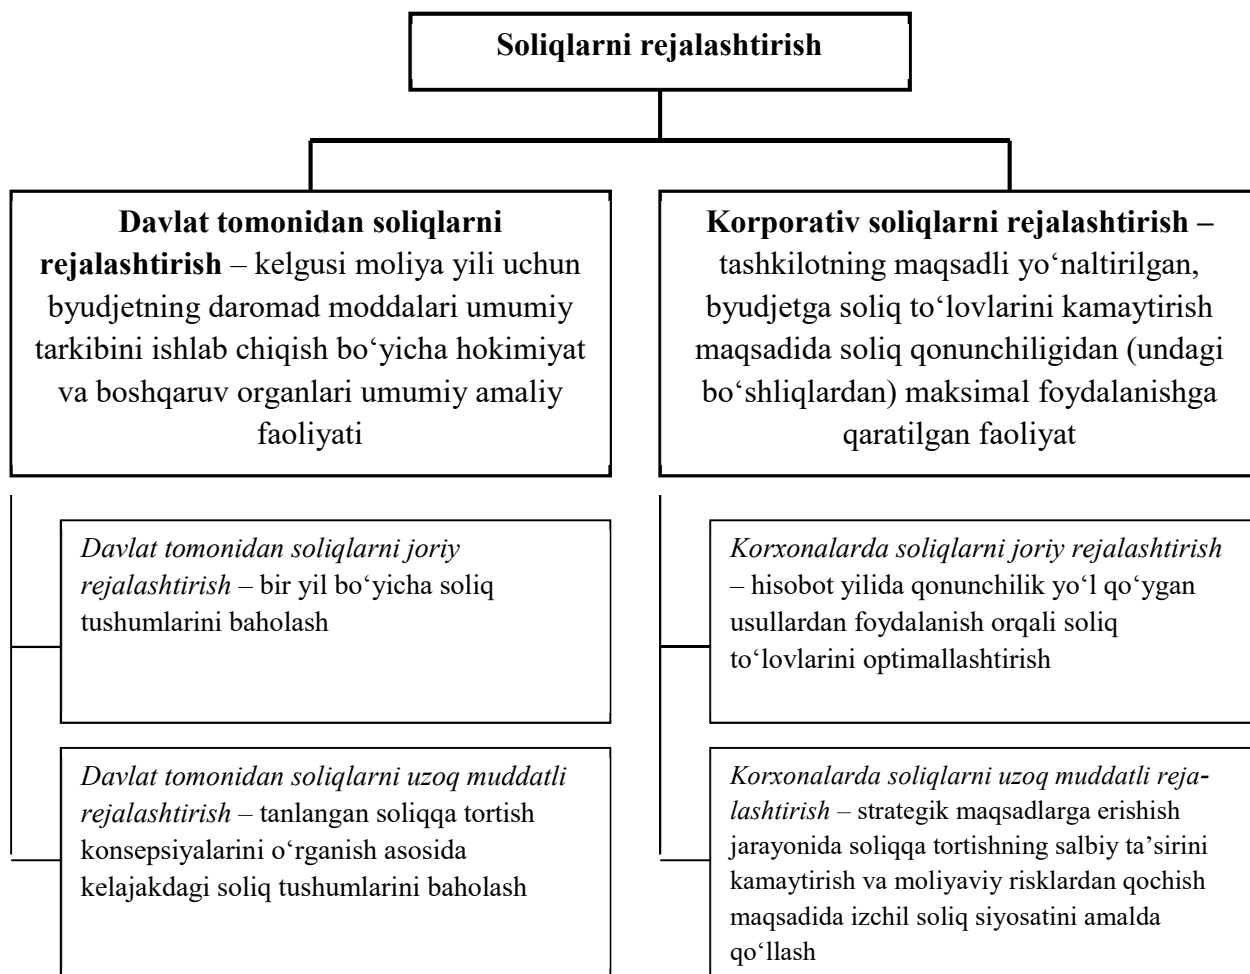 Soliqlarni rejalashtirish
Davlat tomonidan soliqlarni
rejalashtirish – kelgusi moliya yili uchun
byudjetning daromad moddalari umumiy
tarkibini ishlab chiqish bo‘yicha hokimiyat
va boshqaruv organlari umumiy amaliy
faoliyati
Korporativ soliqlarni rejalashtirish –
tashkilotning maqsadli yo‘naltirilgan,
byudjetga soliq to‘lovlarini kamaytirish
maqsadida soliq qonunchiligidan (undagi
bo‘shliqlardan) maksimal foydalanishga
qaratilgan faoliyat
Davlat tomonidan soliqlarni joriy
rejalashtirish – bir yil bo‘yicha soliq
tushumlarini baholash
Korxonalarda soliqlarni joriy rejalashtirish
– hisobot yilida qonunchilik yo‘l qo‘ygan
usullardan foydalanish orqali soliq
to‘lovlarini optimallashtirish
Davlat tomonidan soliqlarni uzoq muddatli
rejalashtirish – tanlangan soliqqa tortish
konsepsiyalarini o‘rganish asosida
kelajakdagi soliq tushumlarini baholash
Korxonalarda soliqlarni uzoq muddatli reja-
lashtirish – strategik maqsadlarga erishish
jarayonida soliqqa tortishning salbiy ta’sirini
kamaytirish va moliyaviy risklardan qochish
maqsadida izchil soliq siyosatini amalda
qo‘llash